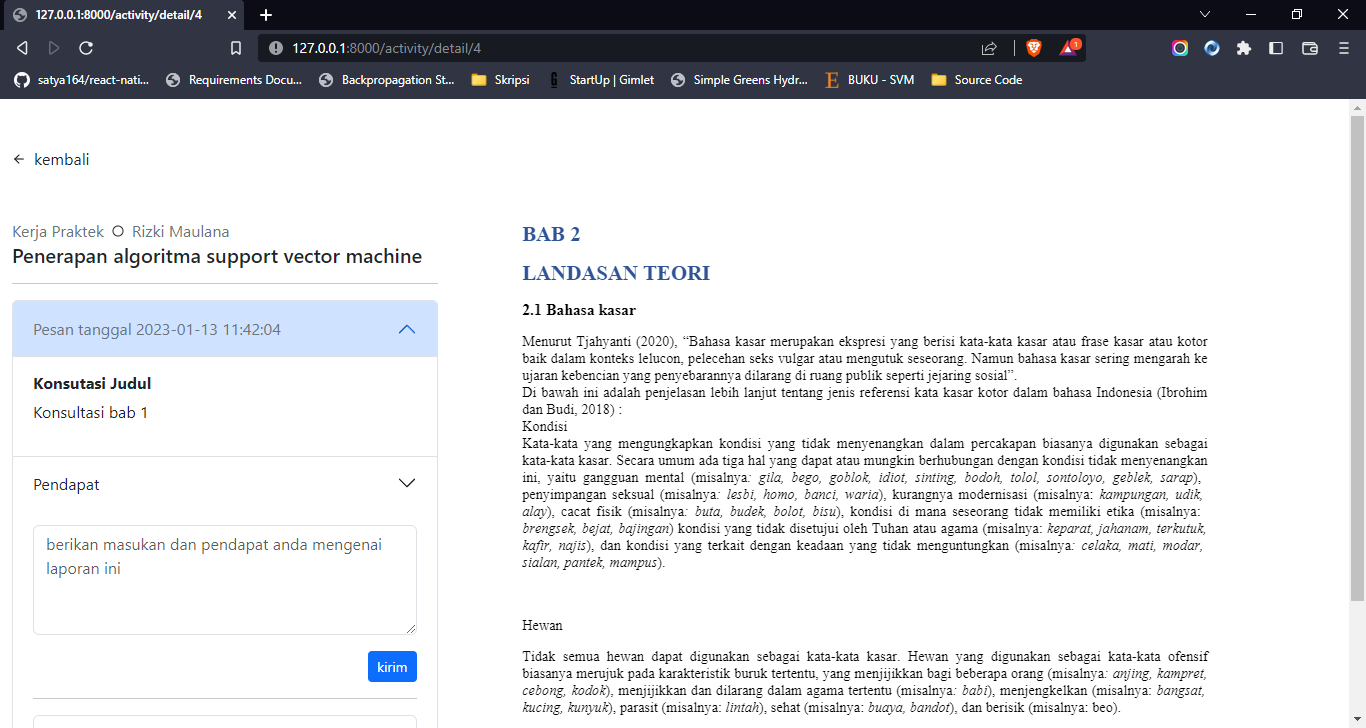 127.0.0.1:8000/activity/detail/4
127.0.0.1:8000/activity/detail/4
1
satya164/react-nati...
Requirements Docu...
Backpropagation St...
Skripsi
StartUp | Gimlet
Simple Greens Hydr...
BUKU - SVM
Source Code
kembali
Kerja Praktek
Rizki Maulana
Penerapan algoritma support vector machine
Pesan tanggal 2023-01-13 11:42:04
Konsutasi Judul
Konsultasi bab 1
Pendapat
berikan masukan dan pendapat anda mengenai
laporan ini
kirim
BAB 2
LANDASAN TEORI
2.1 Bahasa kasar
Menurut Tjahyanti (2020), “Bahasa kasar merupakan ekspresi yang berisi kata-kata kasar atau frase kasar atau kotor
baik dalam konteks lelucon, pelecehan seks vulgar atau mengutuk seseorang. Namun bahasa kasar sering mengarah ke
ujaran kebencian yang penyebarannya dilarang di ruang publik seperti jejaring sosial”.
Di bawah ini adalah penjelasan lebih lanjut tentang jenis referensi kata kasar kotor dalam bahasa Indonesia (Ibrohim
dan Budi, 2018) :
Kondisi
Kata-kata yang mengungkapkan kondisi yang tidak menyenangkan dalam percakapan biasanya digunakan sebagai
kata-kata kasar. Secara umum ada tiga hal yang dapat atau mungkin berhubungan dengan kondisi tidak menyenangkan
ini, yaitu gangguan mental (misalnya: gila, bego, goblok, idiot, sinting, bodoh, tolol, sontoloyo, geblek, sarap),
penyimpangan seksual (misalnya: lesbi, homo, banci, waria), kurangnya modernisasi (misalnya: kampungan, udik,
alay), cacat fisik (misalnya: buta, budek, bolot, bisu), kondisi di mana seseorang tidak memiliki etika (misalnya:
brengsek, bejat, bajingan) kondisi yang tidak disetujui oleh Tuhan atau agama (misalnya: keparat, jahanam, terkutuk,
kafir, najis), dan kondisi yang terkait dengan keadaan yang tidak menguntungkan (misalnya: celaka, mati, modar,
sialan, pantek, mampus).
Hewan
Tidak semua hewan dapat digunakan sebagai kata-kata kasar. Hewan yang digunakan sebagai kata-kata ofensif
biasanya merujuk pada karakteristik buruk tertentu, yang menjijikkan bagi beberapa orang (misalnya: anjing, kampret,
cebong, kodok), menjijikkan dan dilarang dalam agama tertentu (misalnya: babi), menjengkelkan (misalnya: bangsat,
kucing, kunyuk), parasit (misalnya: lintah), sehat (misalnya: buaya, bandot), dan berisik (misalnya: beo).